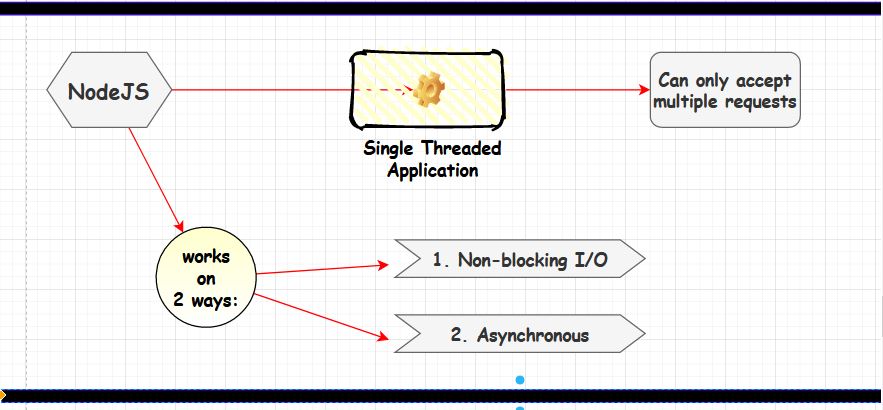 NodeJS
Can only accept
multiple requests
Single Threaded
Application
works
on
2 ways:
1. Non-blocking I/O
2. Asynchronous